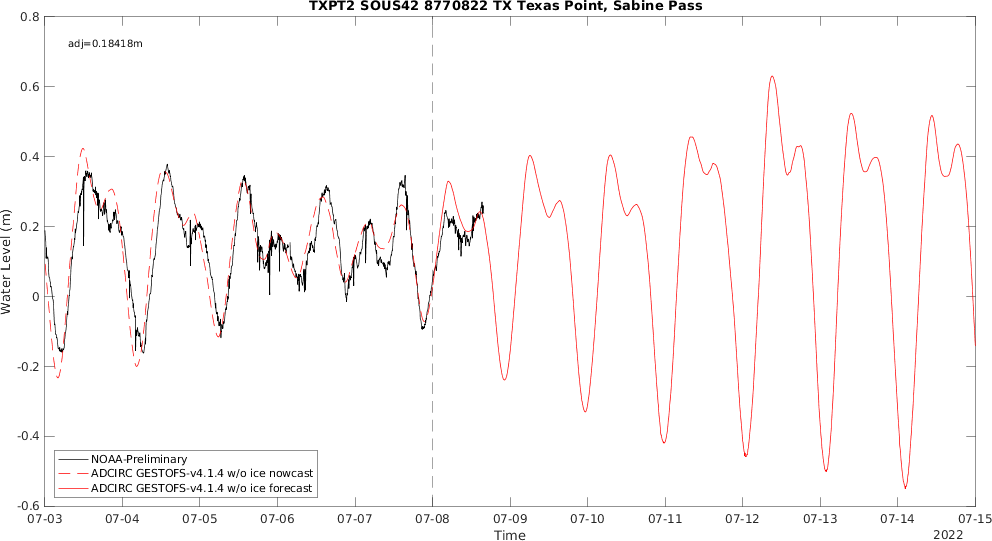 TXPT2 SOUS42 8770822 TX Texas Point, Sabine Pass
adj=0.18418m
0.8
0.6
0.4
0.2
0
-0.2
-0.4
-0.6
Water Level (m)
NOAA-Preliminary
ADCIRC GESTOFS-v4.1.4 w/o ice nowcast
ADCIRC GESTOFS-v4.1.4 w/o ice forecast
07-03 07-04 07-05 07-06 07-07 07-08 07-09 07-10 07-11 07-12 07-13 07-14 07-15
Time
2022